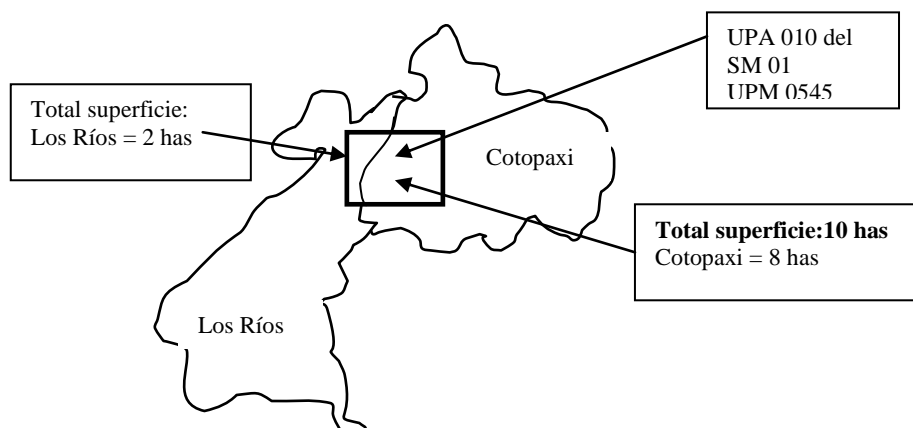 UPA 010 del
SM 01
UPM 0545
Total superficie:
Los Ríos = 2 has
Cotopaxi
Total superficie:10 has
Cotopaxi = 8 has
Los Ríos